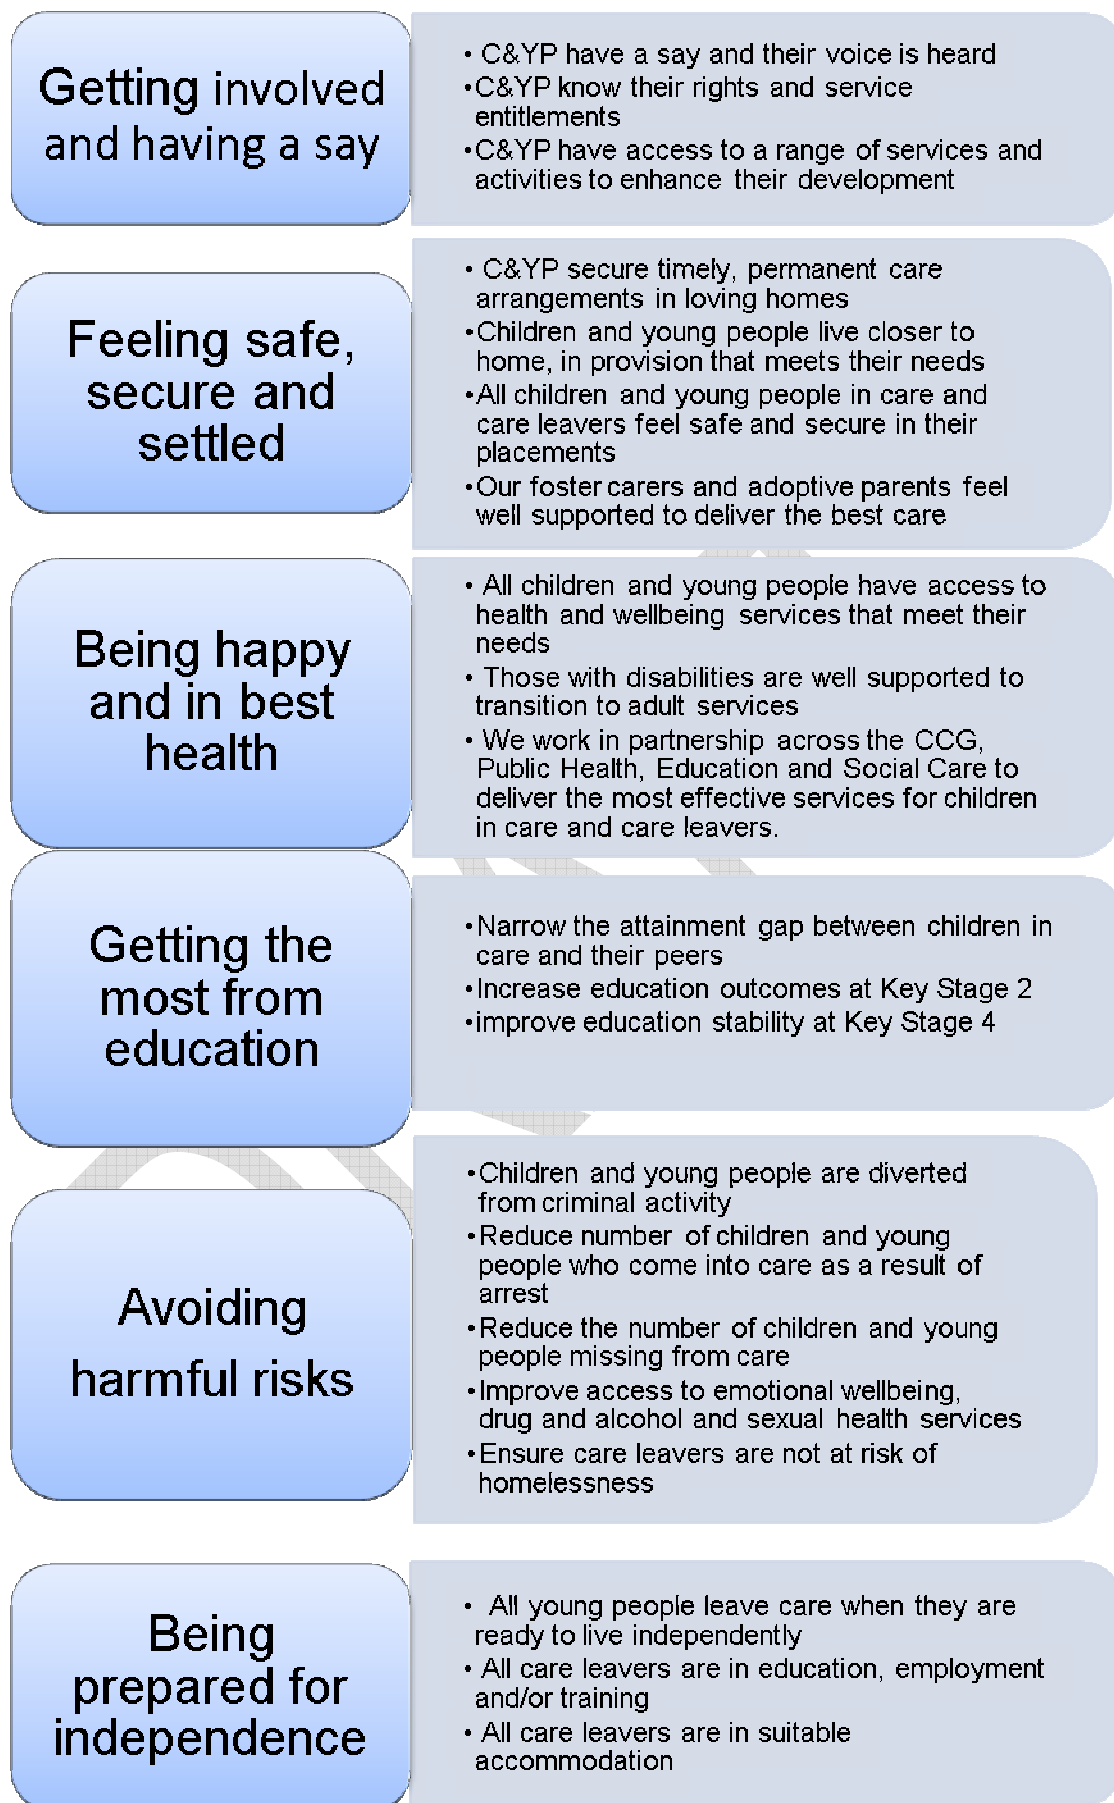 Getting involved
and having a say
• C&YP have a say and their voice is heard
•C&YP know their rights and service
entitlements
•C&YP have access to a range of services and
activities to enhance their development
Feeling safe,
secure and
settled
• C&YP secure timely, permanent care
arrangements in loving homes
•Children and young people live closer to
home, in provision that meets their needs
•All children and young people in care and
care leavers feel safe and secure in their
placements
•Our foster carers and adoptive parents feel
well supported to deliver the best care
Being happy
and in best
health
• All children and young people have access to
health and wellbeing services that meet their
needs
• Those with disabilities are well supported to
transition to adult services
• We work in partnership across the CCG,
Public Health, Education and Social Care to
deliver the most effective services for children
in care and care leavers.
Getting the
most from
education
•Narrow the attainment gap between children in
care and their peers
•Increase education outcomes at Key Stage 2
•improve education stability at Key Stage 4
Avoiding
harmful risks
•Children and young people are diverted
from criminal activity
•Reduce number of children and young
people who come into care as a result of
arrest
•Reduce the number of children and young
people missing from care
•Improve access to emotional wellbeing,
drug and alcohol and sexual health services
•Ensure care leavers are not at risk of
homelessness
Being
prepared for
independence
• All young people leave care when they are
ready to live independently
• All care leavers are in education, employment
and/or training
• All care leavers are in suitable
accommodation